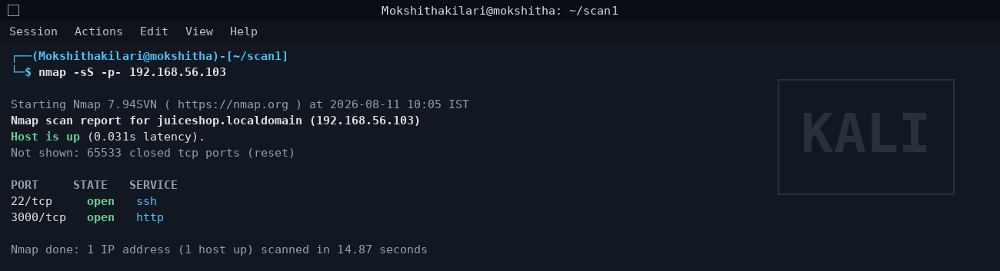 Mokshithakilari@mokshitha: ~/scan1
Session Actions Edit View Help
┌──(Mokshithakilari@mokshitha)-[~/scan1]
└─$ nmap -sS -p- 192.168.56.103
Starting Nmap 7.94SVN ( https://nmap.org ) at 2026-08-11 10:05 IST
Nmap scan report for juiceshop.localdomain (192.168.56.103)
Host is up (0.031s latency).
Not shown: 65533 closed tcp ports (reset)
PORT     STATE   SERVICE
22/tcp     open   ssh
3000/tcp   open   http
Nmap done: 1 IP address (1 host up) scanned in 14.87 seconds
KALI